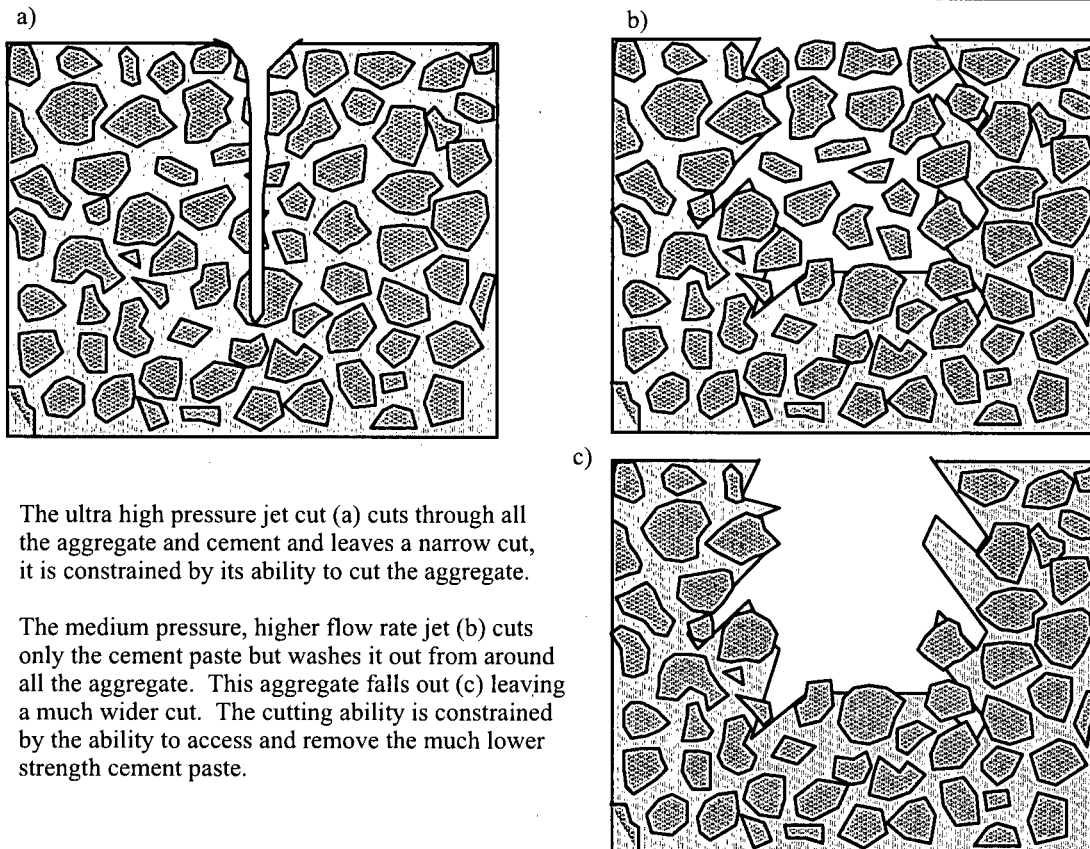 a)
b)
c)
The ultra high pressure jet cut (a) cuts through all
the aggregate and cement and leaves a narrow cut,
it is constrained by its ability to cut the aggregate.
The medium pressure, higher flow rate jet (b) cuts
only the cement paste but washes it out from around
all the aggregate. This aggregate falls out (c) leaving
a much wider cut. The cutting ability is constrained
by the ability to access and remove the much lower
strength cement paste.